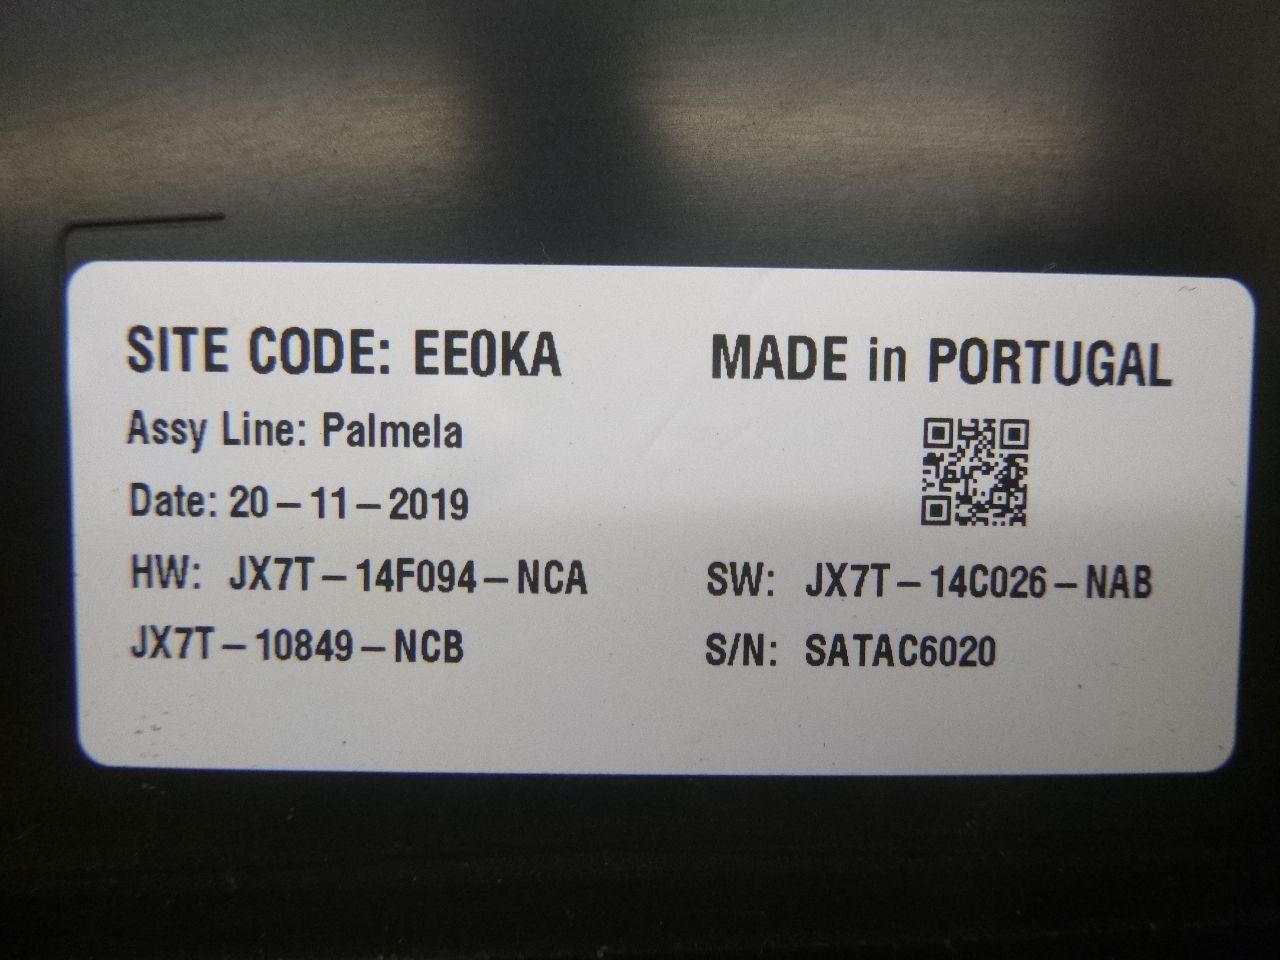 SITE CODE: EE0KA
MADE in PORTUGAL
Assy Line: Palmela
Date: 20-11-2019
HW: JX7T-14F094-NCA
SW: JX7T-14C026-NAB
JX7T-10849-NCB
S/N: SATAC6020